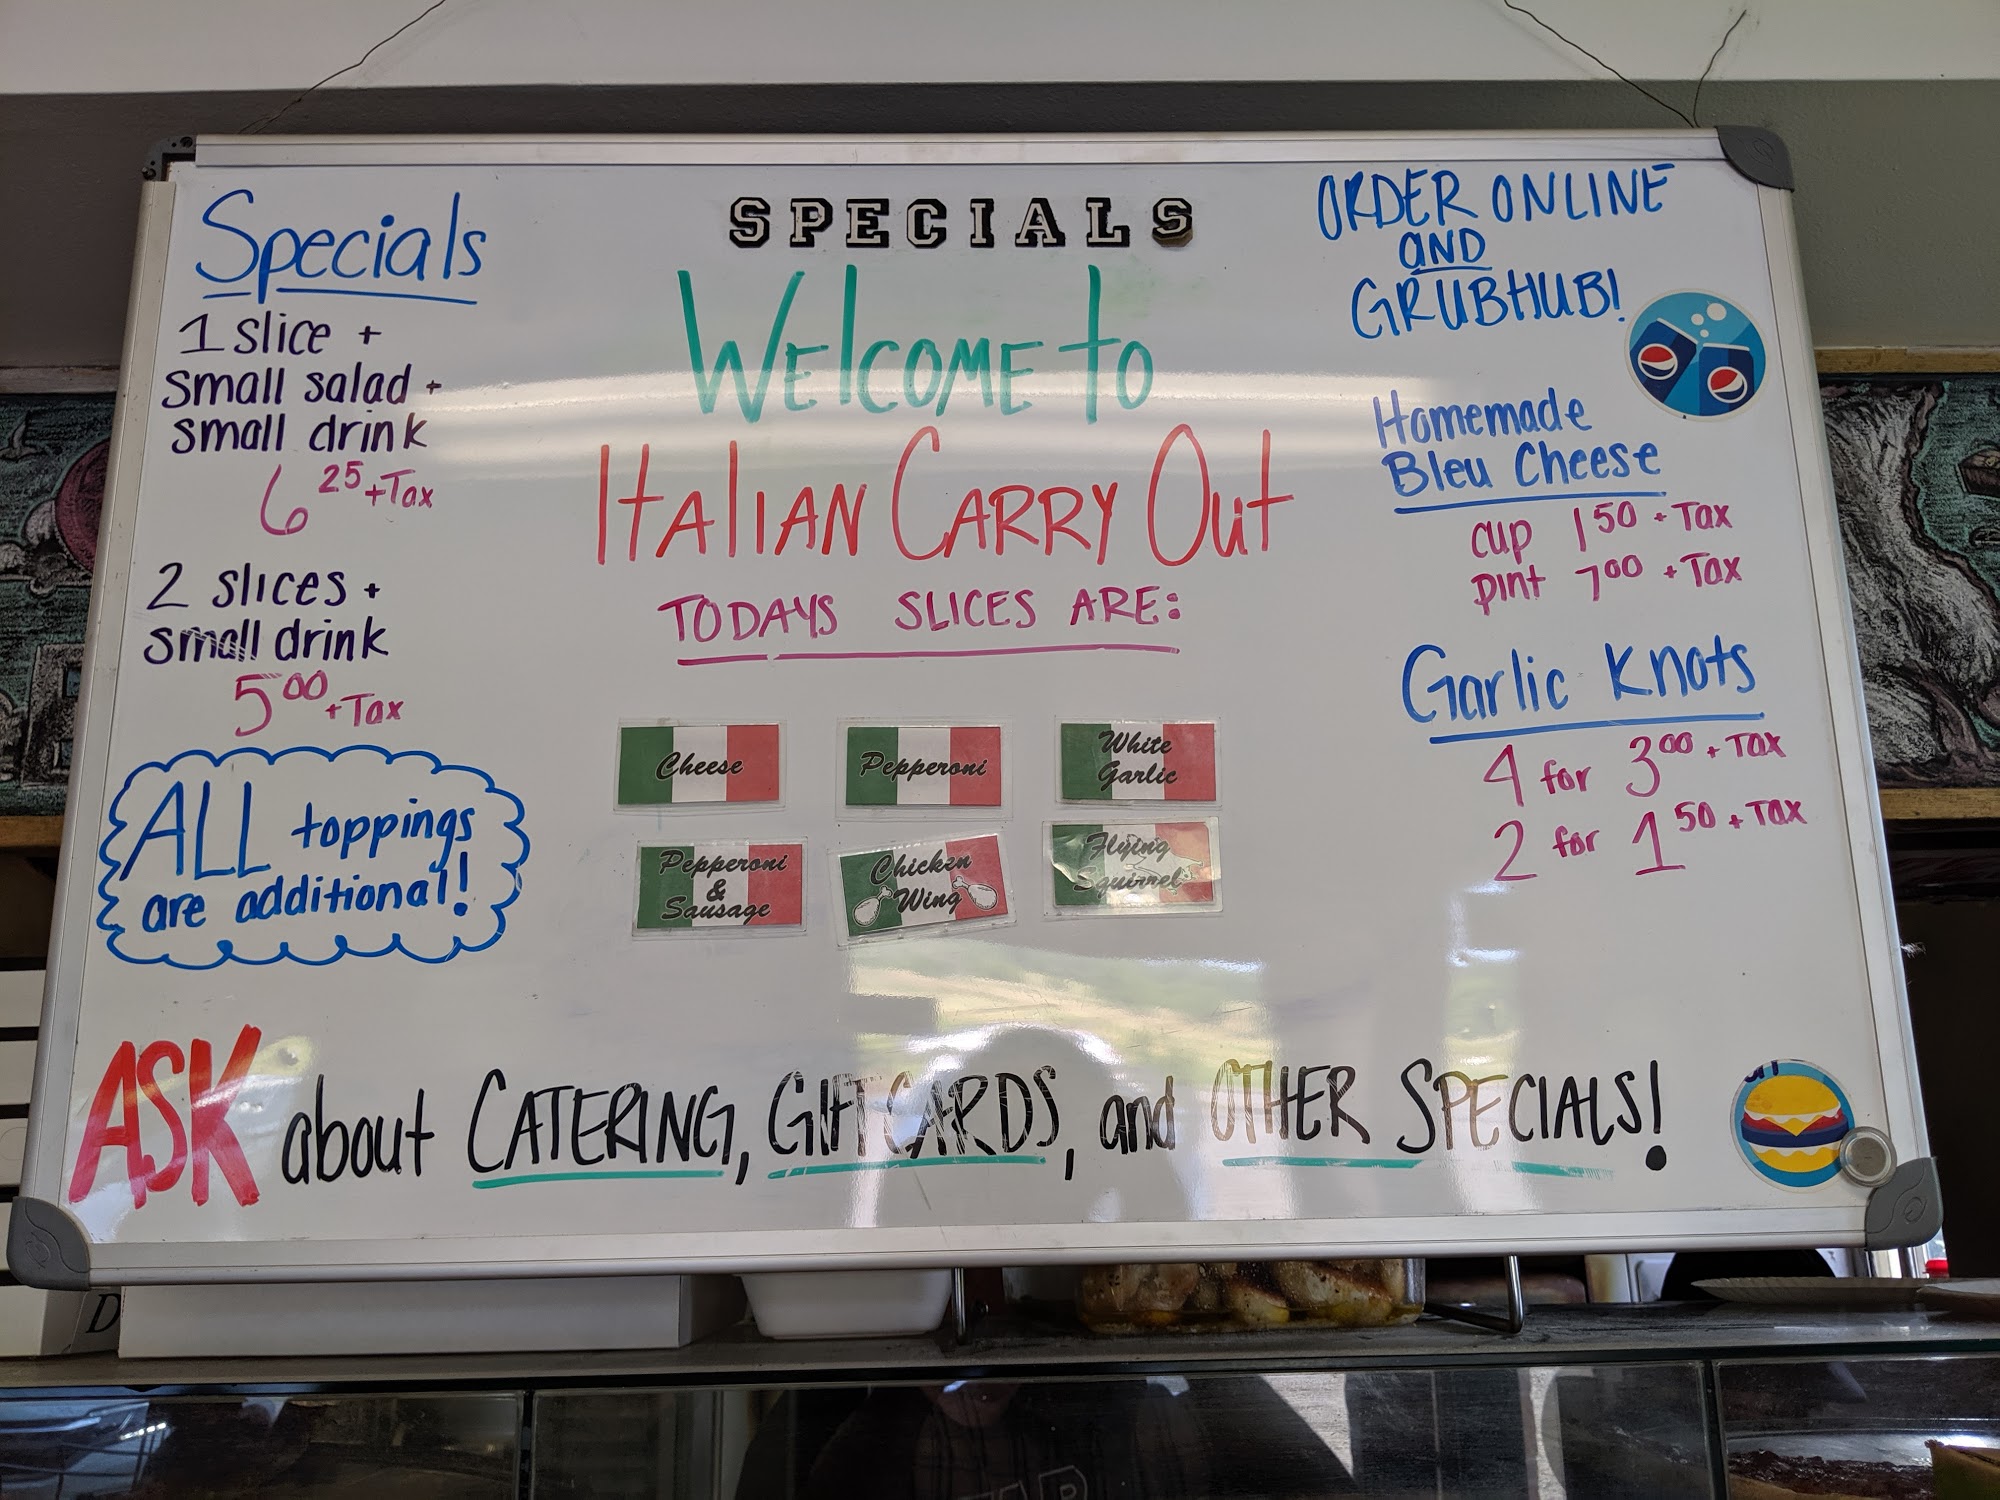 SPECIALS
Specials
1 slice +
small salad +
small drink
6 25 + Tax
2 slices +
small drink
5 00 + Tax
ALL toppings
are additional!
Welcome to
Italian Carry Out
TODAYS SLICES ARE:
Cheese
Pepperoni
White
Garlic
Pepperoni
&
Sausage
Chicken
Wing
Flying
Squirrel
ORDER ONLINE
AND
GRUBHUB!
Homemade
Bleu Cheese
cup 1 50 + Tax
pint 7 00 + Tax
Garlic Knots
4 for 3 00 + Tax
2 for 1 50 + Tax
ASK about CATERING, GIFT CARDS, and OTHER SPECIALS!
D